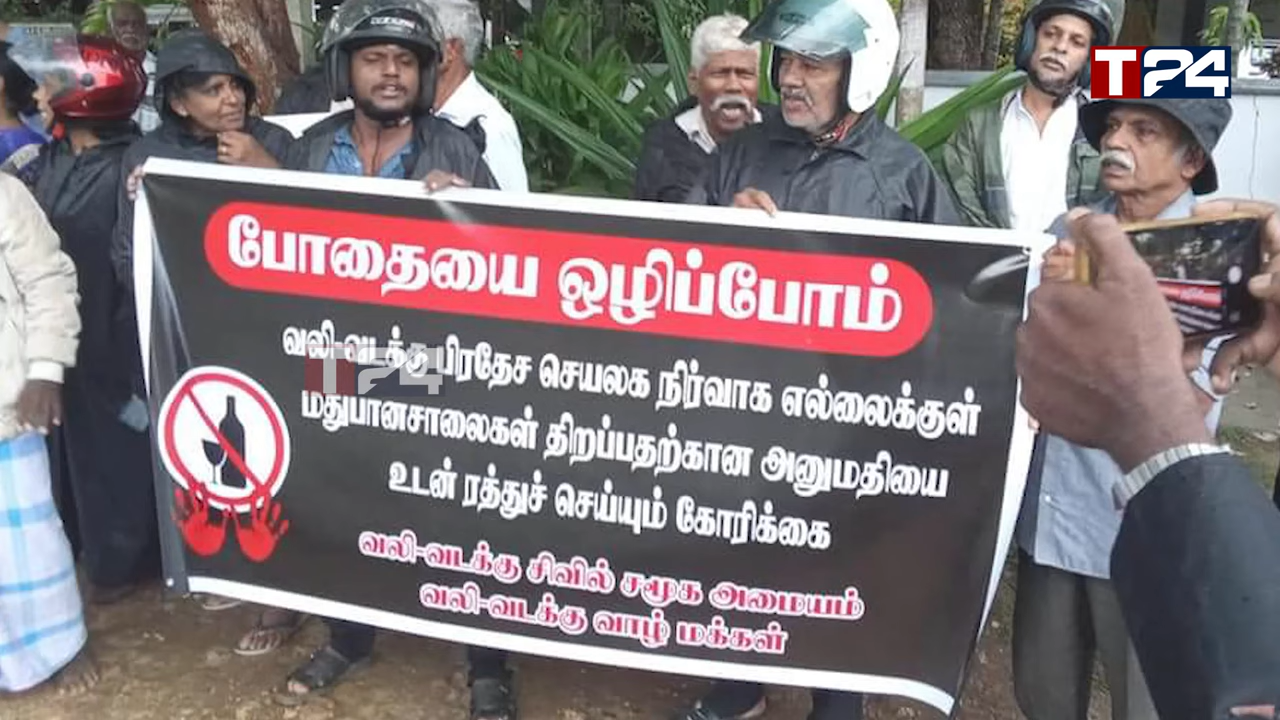 T24
போதையை ஒழிப்போம்
வலி-வடக்கு பிரதேச செயலக நிர்வாக எல்லைக்குள்
T24
மதுபானசாலைகள் திறப்பதற்கான அனுமதியை
உடன் ரத்துச் செய்யும் கோரிக்கை
வலி-வடக்கு சிவில் சமூக அமையம்
வலி-வடக்கு வாழ் மக்கள்